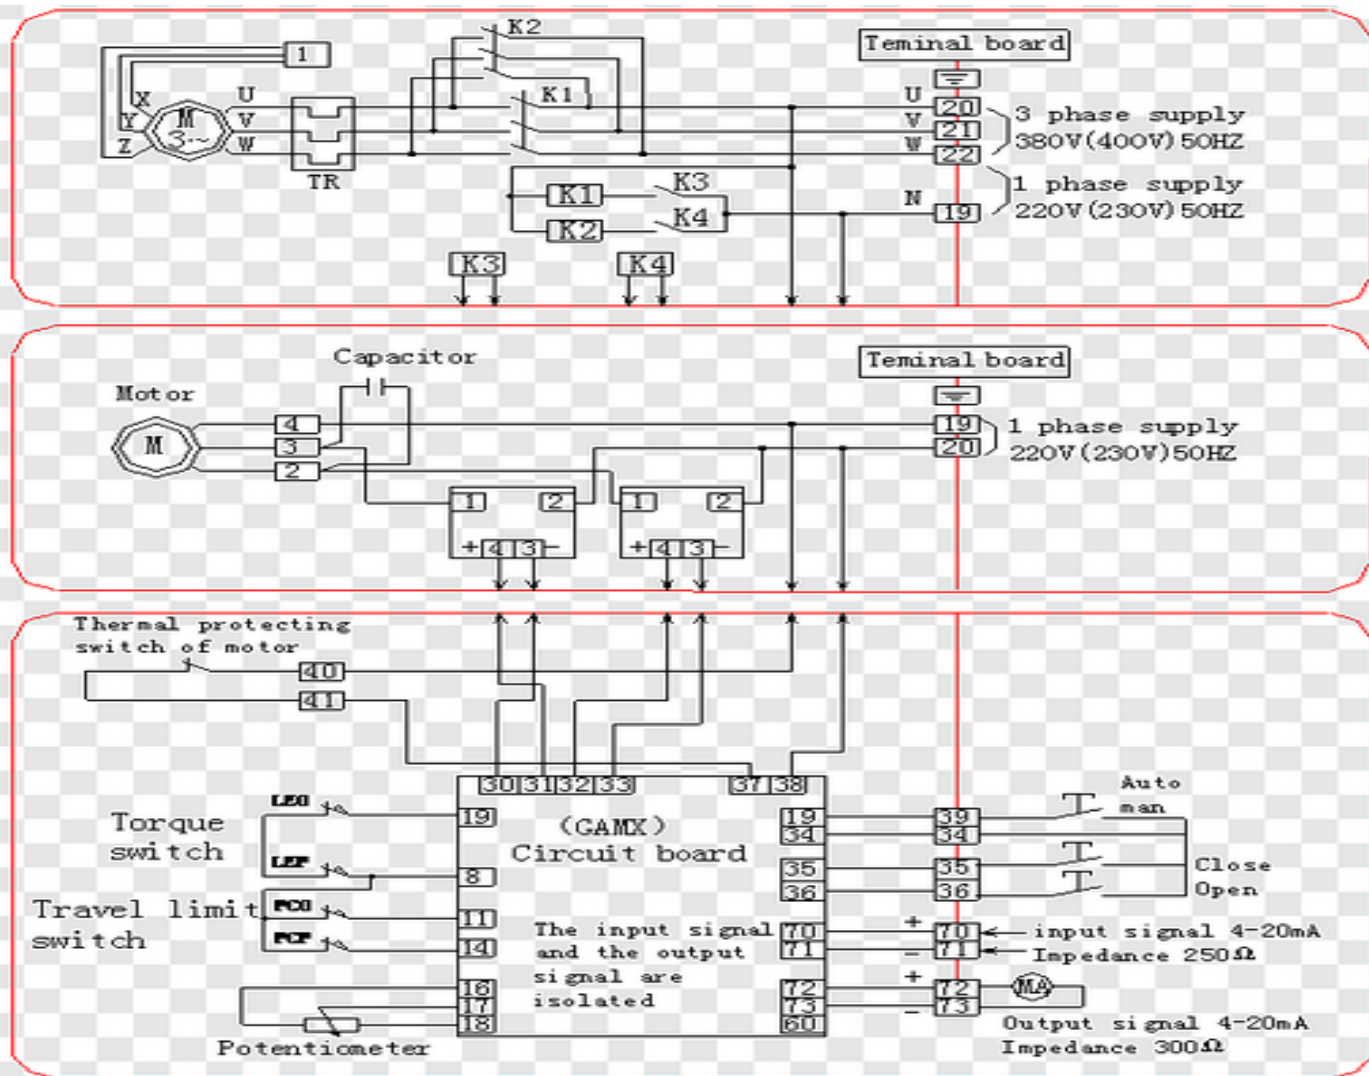 K2
Teminal board
1
X
U
K1
U
20
3 phase supply
Y
M
V
V
21
380V(400V)50HZ
3~
Z
W
W
22
TR
K1
K3
1 phase supply
N
19
220V(230V)50HZ
K2
K4
K3
K4
Capacitor
Teminal board
Motor
4
19
1 phase supply
M
3
20
220V(230V)50HZ
2
1
2
1
2
+
4
3
-
+
4
3
-
Thermal protecting
switch of motor
40
41
30
31
32
33
37
38
Auto
man
Torque
switch
19
(GAMX)
Circuit board
19
39
34
34
8
35
35
Close
36
36
Open
Travel limit
switch
11
14
The input signal
and the output
signal are
isolated
70
+
70
input signal 4-20mA
71
-
71
Impedance 250Ω
16
72
+
72
MA
17
73
-
73
18
60
Output signal 4-20mA
Impedance 300Ω
Potentiometer